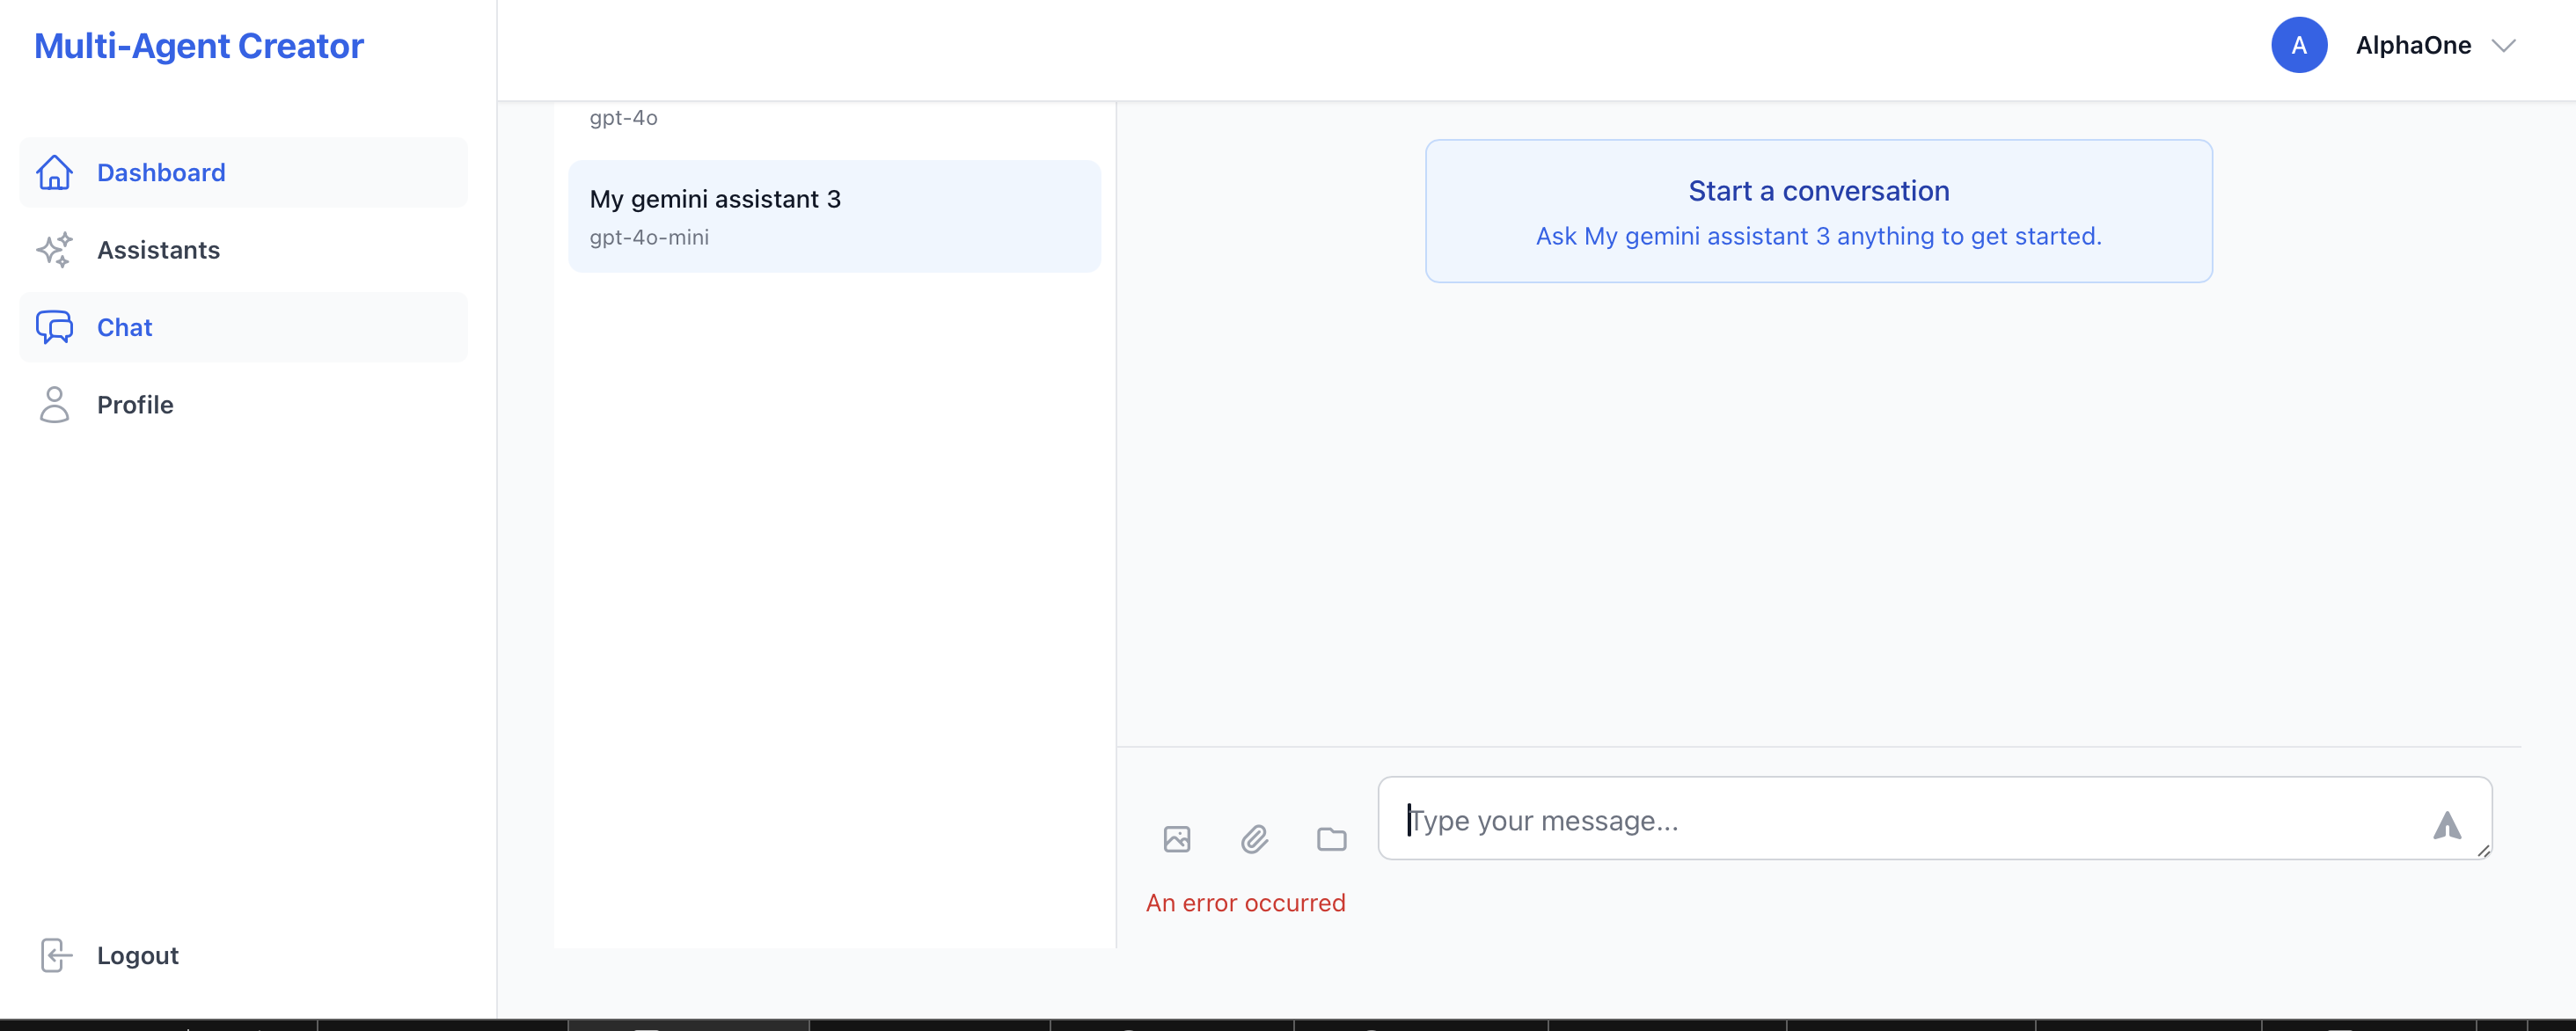 Multi-Agent Creator
A
AlphaOne
Dashboard
Assistants
Chat
Profile
Logout
gpt-4o
My gemini assistant 3
gpt-4o-mini
Start a conversation
Ask My gemini assistant 3 anything to get started.
Type your message...
An error occurred